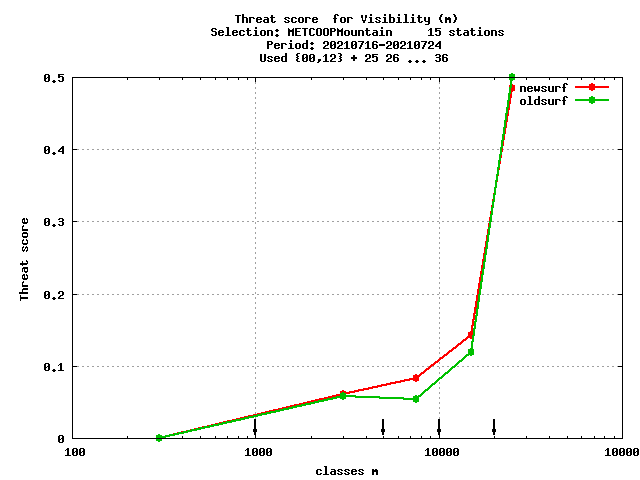 Threat score  for Visibility (m)
Selection: METCOOPMountain     15 stations
Period: 20210716-20210724
Used {00,12} + 25 26 ... 36
newsurf
oldsurf
0.5
0.4
0.3
0.2
0.1
0
Threat score
100
1000
10000
10000
classes m